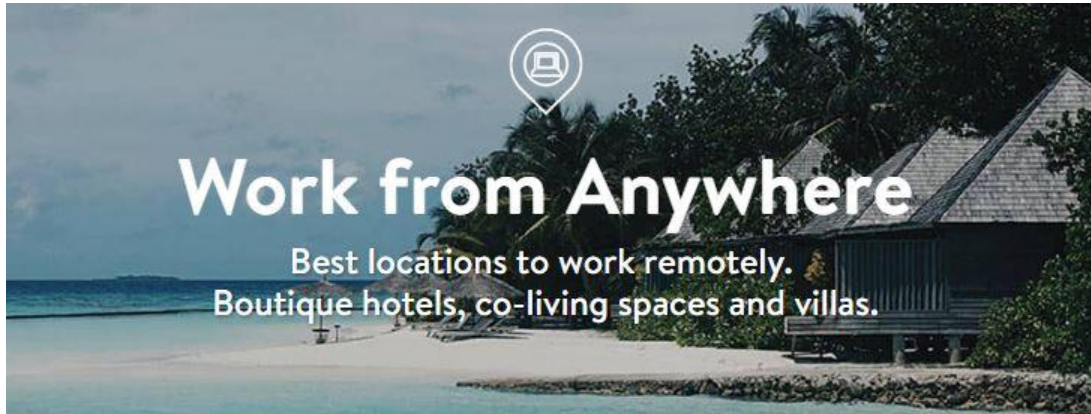 Work from Anywhere
Best locations to work remotely.
Boutique hotels, co-living spaces and villas.